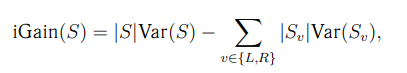 iGain(S) = |S|Var(S) − ∑_{v∈{L,R}} |S_v|Var(S_v),